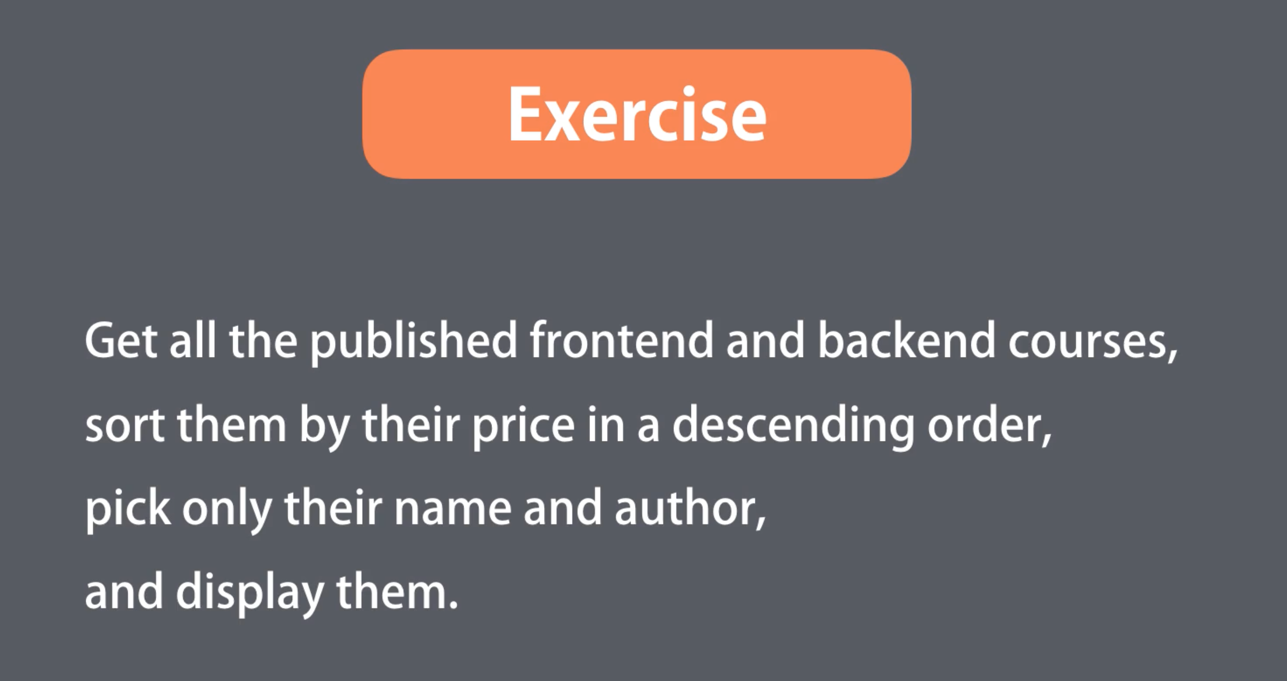 Exercise
Get all the published frontend and backend courses,
sort them by their price in a descending order,
pick only their name and author,
and display them.